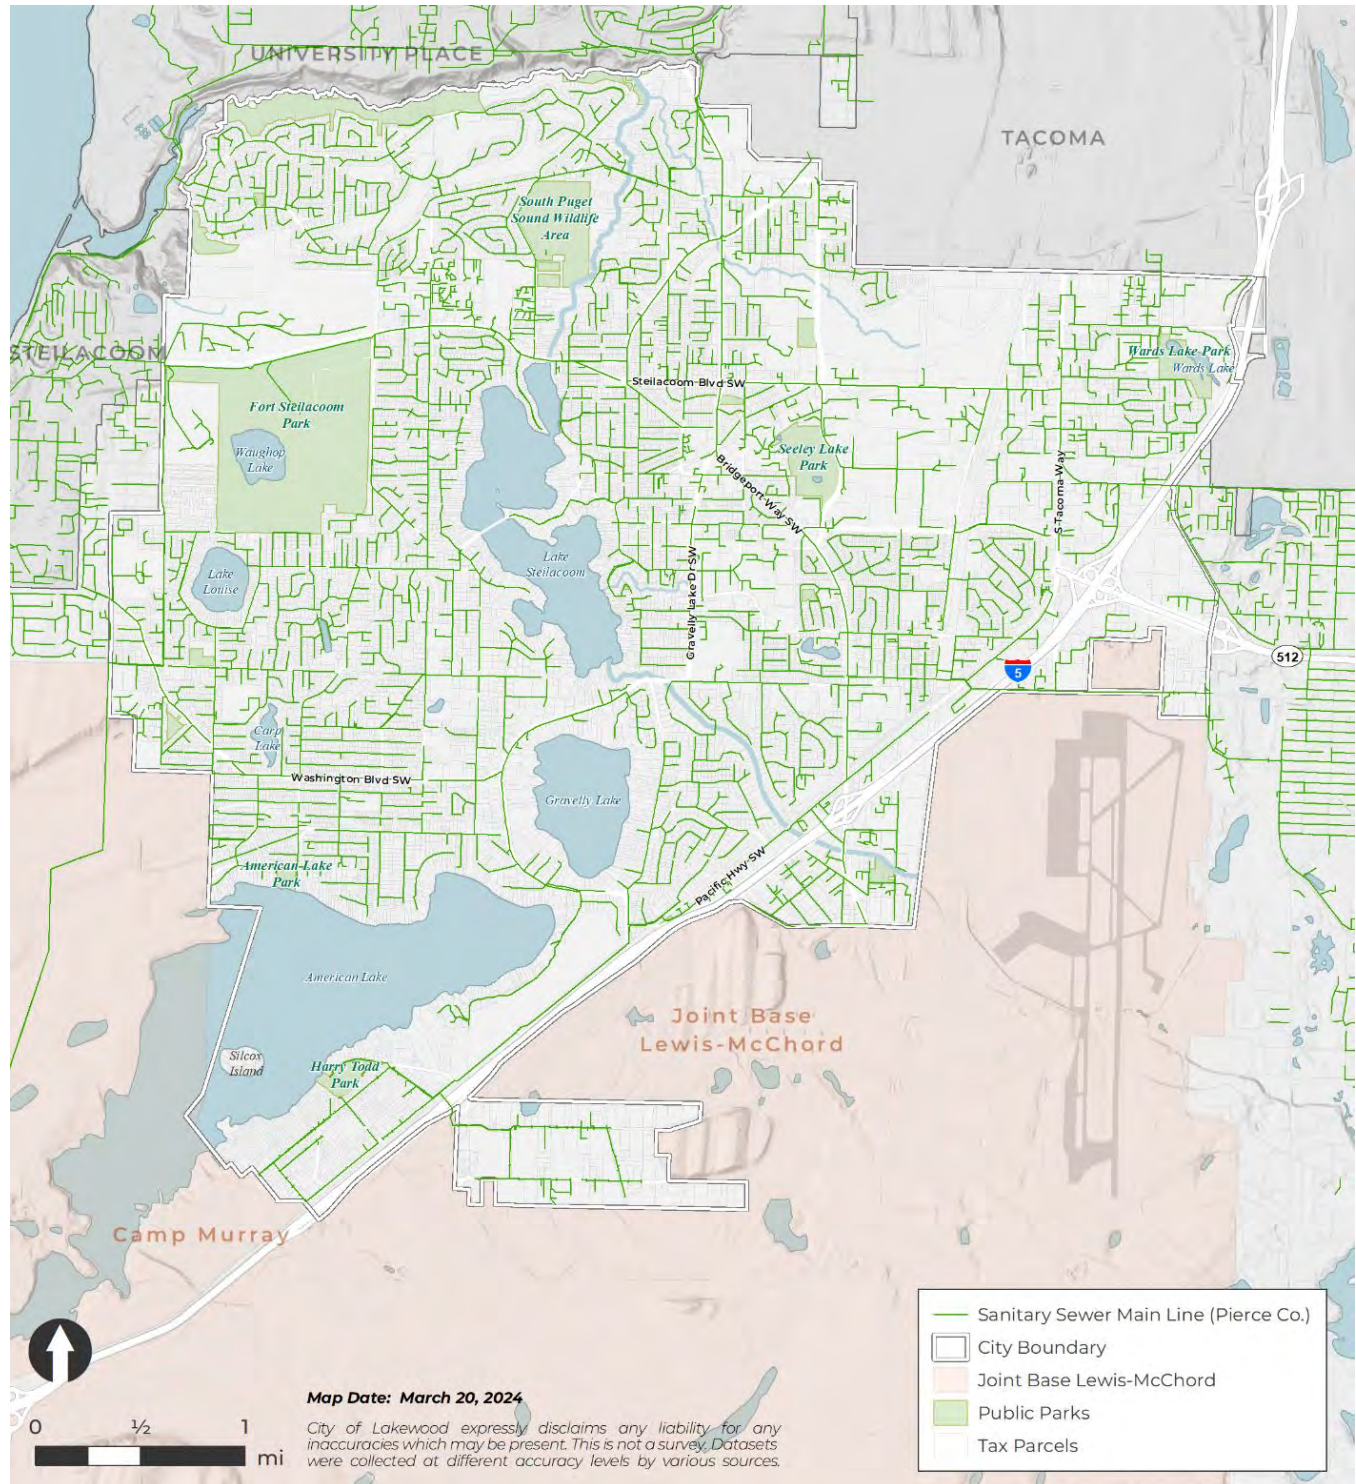 UNIVERSITY PLACE
TACOMA
South Puget
Sound Wildlife
Area
STEILACOOM
Wards Lake Park
Wards Lake
Steilacoom Blvd SW
Fort Steilacoom
Park
Waughop
Lake
Seeley Lake
Park
Bridgeport Way SW
S Tacoma Way
Lake
Steilacoom
Lake
Louise
Gravelly Lake Dr SW
512
5
Carp
Lake
Washington Blvd SW
Gravelly Lake
American Lake
Park
Pacific Hwy SW
American Lake
Joint Base
Lewis-McChord
Silcox
Island
Harry Todd
Park
Camp Murray
Sanitary Sewer Main Line (Pierce Co.)
City Boundary
Joint Base Lewis-McChord
Public Parks
Tax Parcels
Map Date: March 20, 2024
City of Lakewood expressly disclaims any liability for any
inaccuracies which may be present. This is not a survey. Datasets
were collected at different accuracy levels by various sources.
0 ½ 1
mi